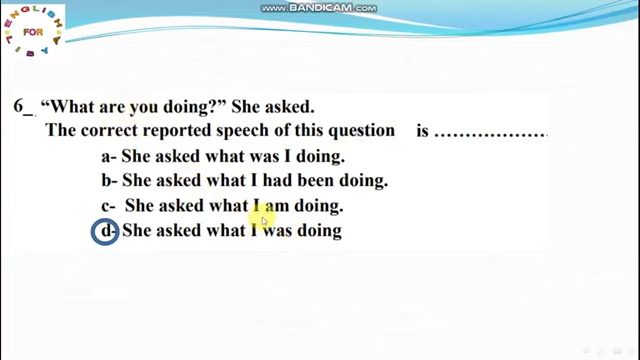 www.BANDICAM.com
ENGLISH
FOR
LIBYA
6_ "What are you doing?" She asked.
The correct reported speech of this question is ...................
a- She asked what was I doing.
b- She asked what I had been doing.
c- She asked what I am doing.
d- She asked what I was doing